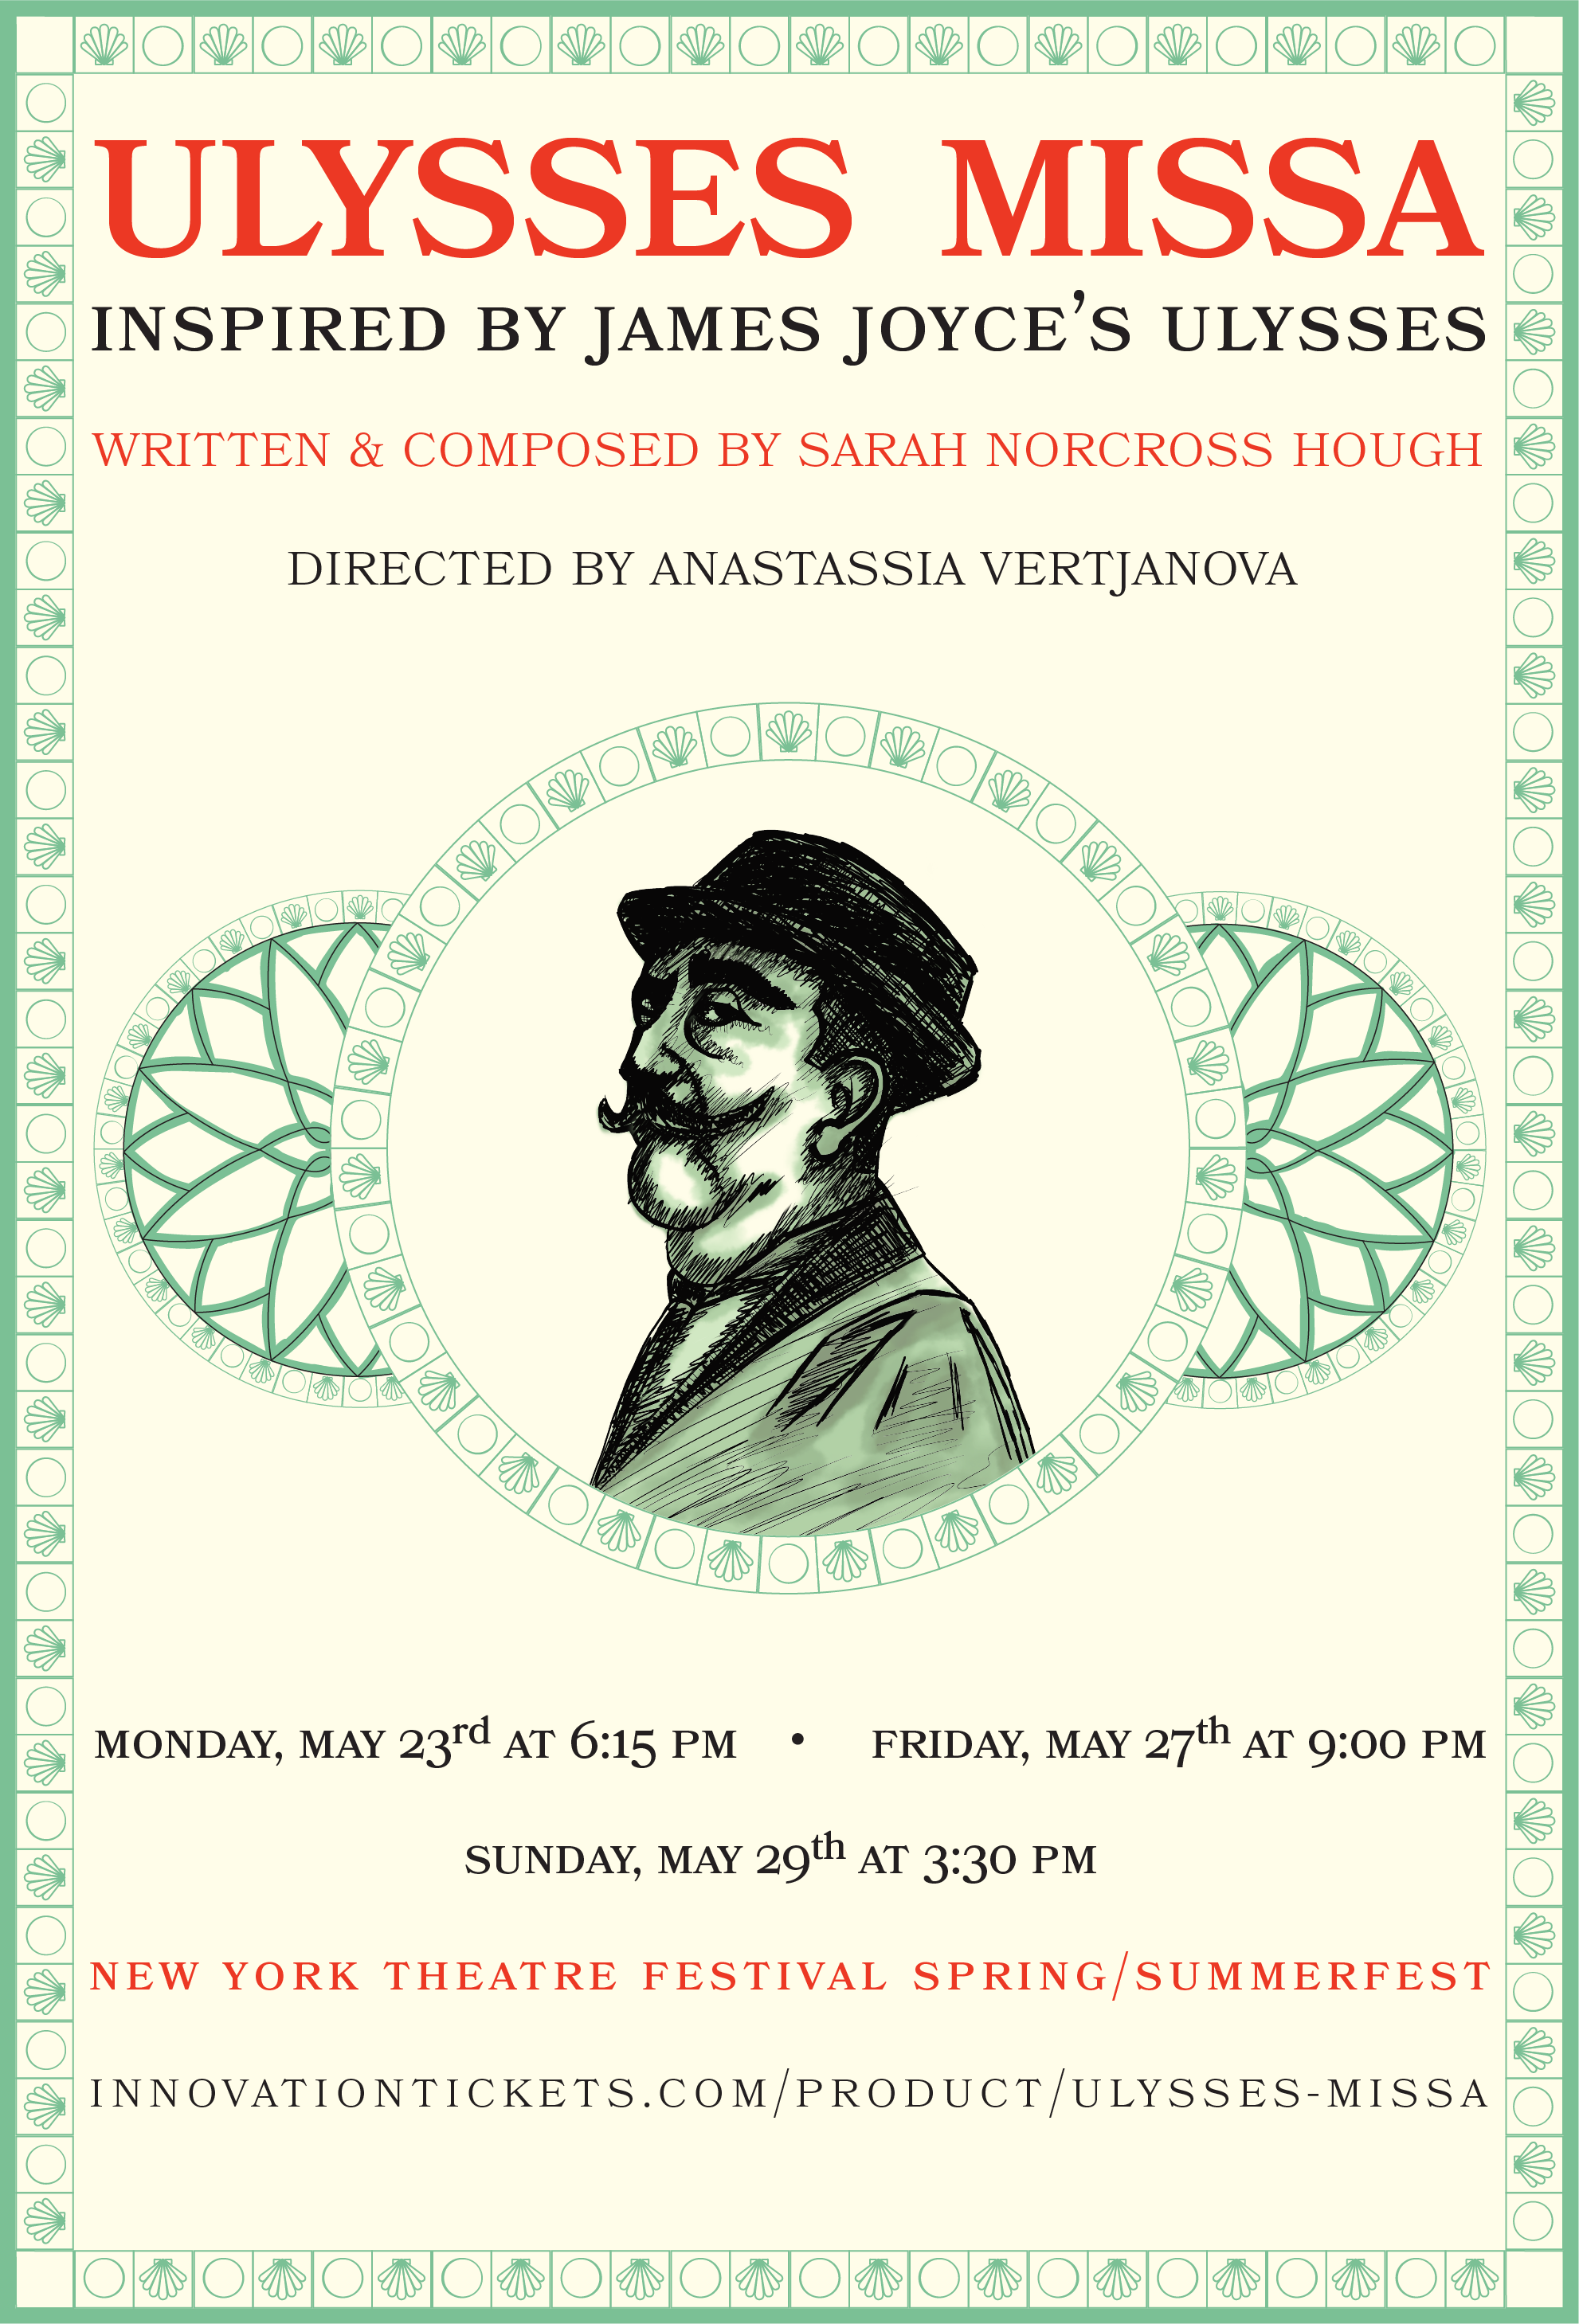 ULYSSES MISSA
INSPIRED BY JAMES JOYCE'S ULYSSES
WRITTEN & COMPOSED BY SARAH NORCROSS HOUGH
DIRECTED BY ANASTASSIA VERTJANOVA
MONDAY, MAY 23rd AT 6:15 PM • FRIDAY, MAY 27th AT 9:00 PM
SUNDAY, MAY 29th AT 3:30 PM
NEW YORK THEATRE FESTIVAL SPRING/SUMMERFEST
INNOVATIONTICKETS.COM/PRODUCT/ULYSSES-MISSA